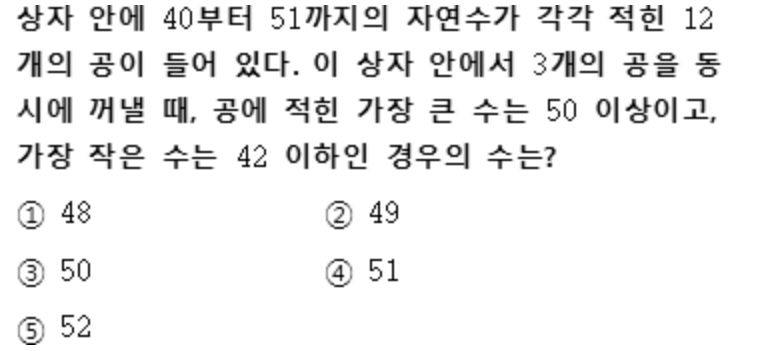 상자 안에 40부터 51까지의 자연수가 각각 적힌 12
개의 공이 들어 있다. 이 상자 안에서 3개의 공을 동
시에 꺼낼 때, 공에 적힌 가장 큰 수는 50 이상이고,
가장 작은 수는 42 이하인 경우의 수는?
① 48 ② 49
③ 50 ④ 51
⑤ 52